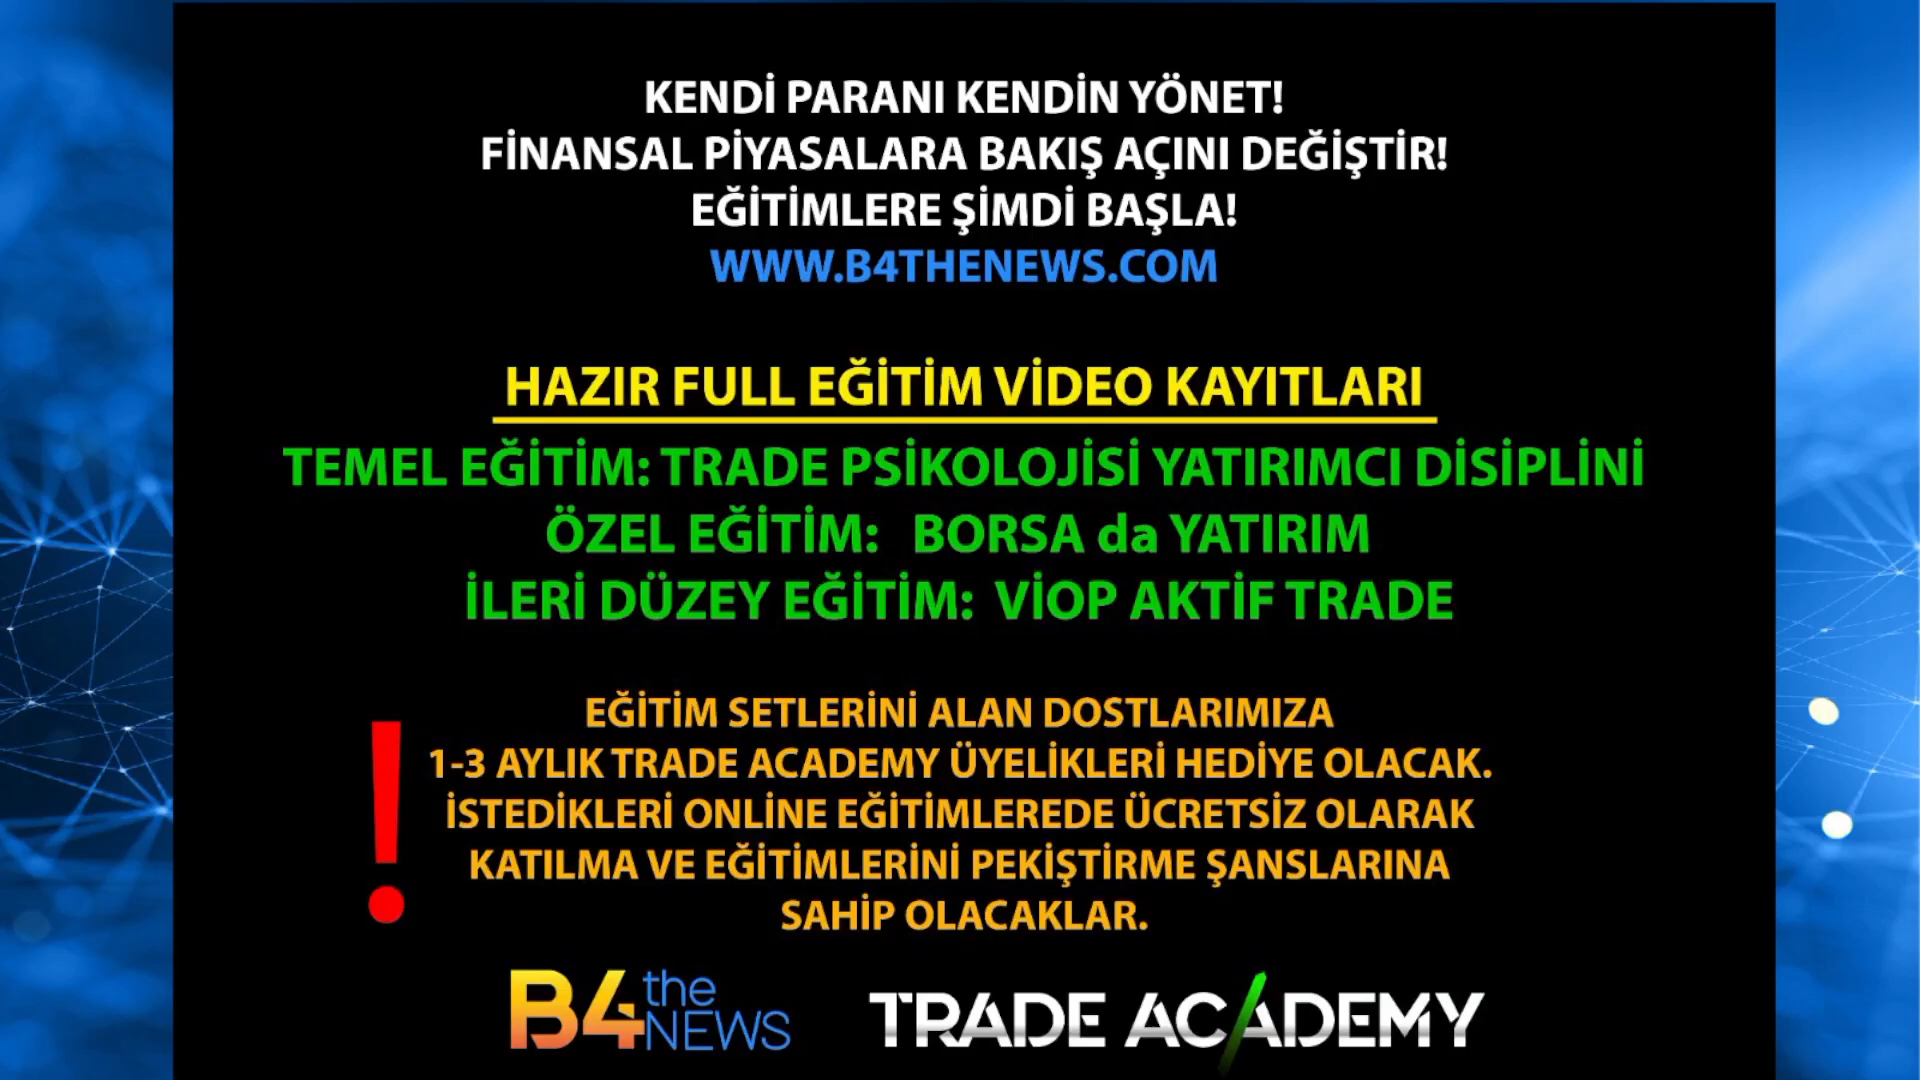 KENDİ PARANI KENDİN YÖNET!
FİNANSAL PİYASALARA BAKIŞ AÇINI DEĞİŞTİR!
EĞİTİMLERE ŞİMDİ BAŞLA!
WWW.B4THENEWS.COM
HAZIR FULL EĞİTİM VİDEO KAYITLARI
TEMEL EĞİTİM: TRADE PSİKOLOJİSİ YATIRIMCI DİSİPLİNİ
ÖZEL EĞİTİM: BORSA da YATIRIM
İLERİ DÜZEY EĞİTİM: VİOP AKTİF TRADE
EĞİTİM SETLERİNİ ALAN DOSTLARIMIZA
1-3 AYLIK TRADE ACADEMY ÜYELİKLERİ HEDİYE OLACAK.
İSTEDİKLERİ ONLİNE EĞİTİMLEREDE ÜCRETSİZ OLARAK
KATILMA VE EĞİTİMLERİNİ PEKİŞTİRME ŞANSLARINA
SAHİP OLACAKLAR.
!
B4 the NEWS
TRADE ACADEMY